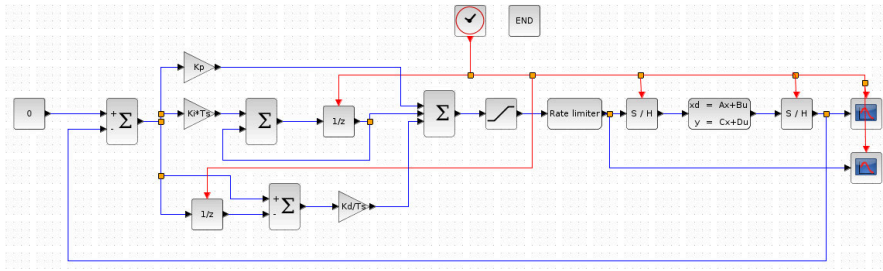 END
Kp
0
+
-
Σ
Ki*Ts
Σ
1/z
Σ
Rate limiter
S / H
xd = Ax+Bu
y = Cx+Du
S / H
1/z
+
-
Σ
Kd/Ts